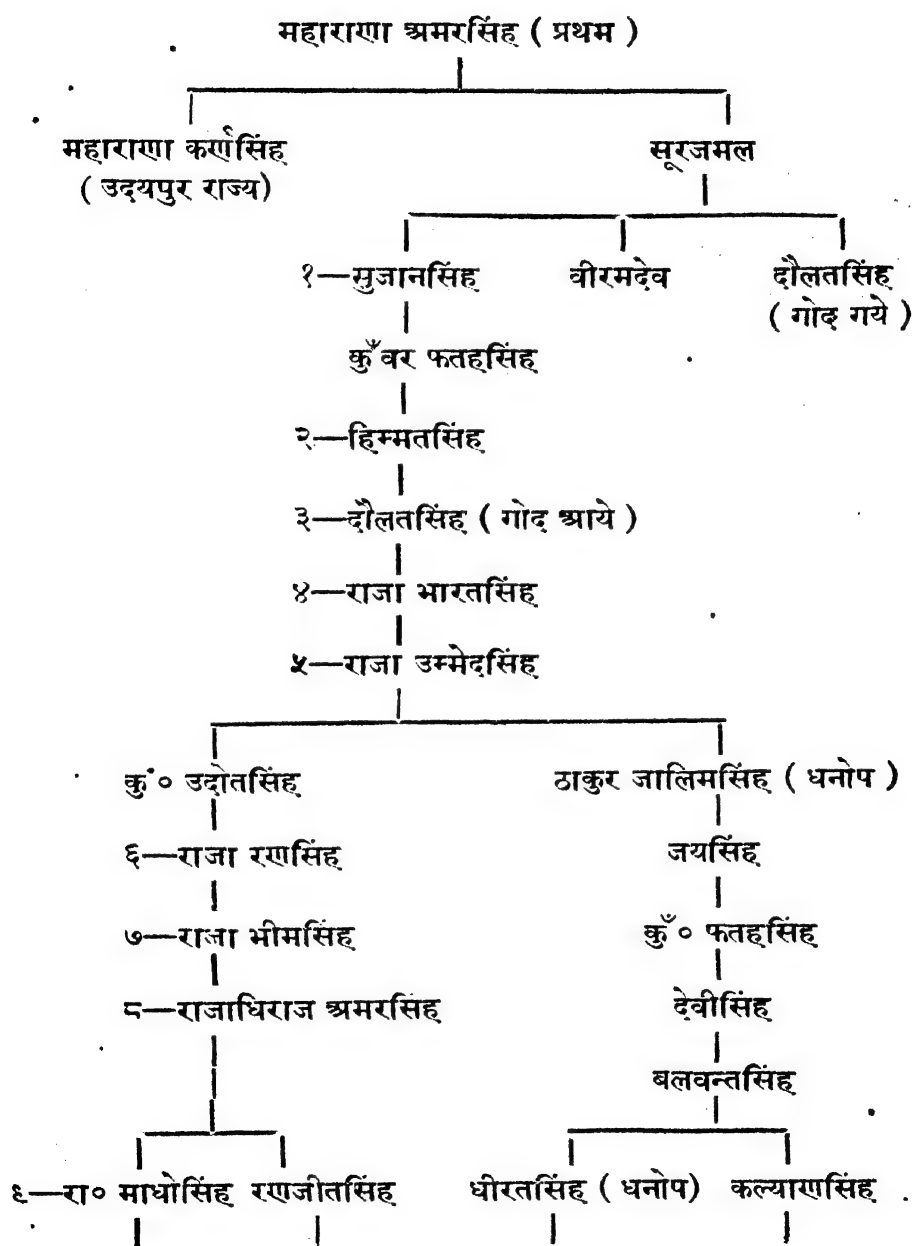 महाराणा अमरसिंह ( प्रथम )
महाराणा कर्णसिंह सूरजमल
( उदयपुर राज्य)
१—सुजानसिंह वीरमदेव दौलतसिंह
( गोद गये )
कुँवर फतहसिंह
२—हिम्मतसिंह
३—दौलतसिंह ( गोद आये )
४—राजा भारतसिंह
५—राजा उम्मेदसिंह
कुं० उदोतसिंह ठाकुर जालिमसिंह ( धनोप )
६—राजा रणसिंह जयसिंह
७—राजा भीमसिंह कुँ० फतहसिंह
८—राजाधिराज अमरसिंह देवीसिंह
बलवन्तसिंह
९—रा० माधोसिंह रणजीतसिंह धीरतसिंह ( धनोप) कल्याणसिंह